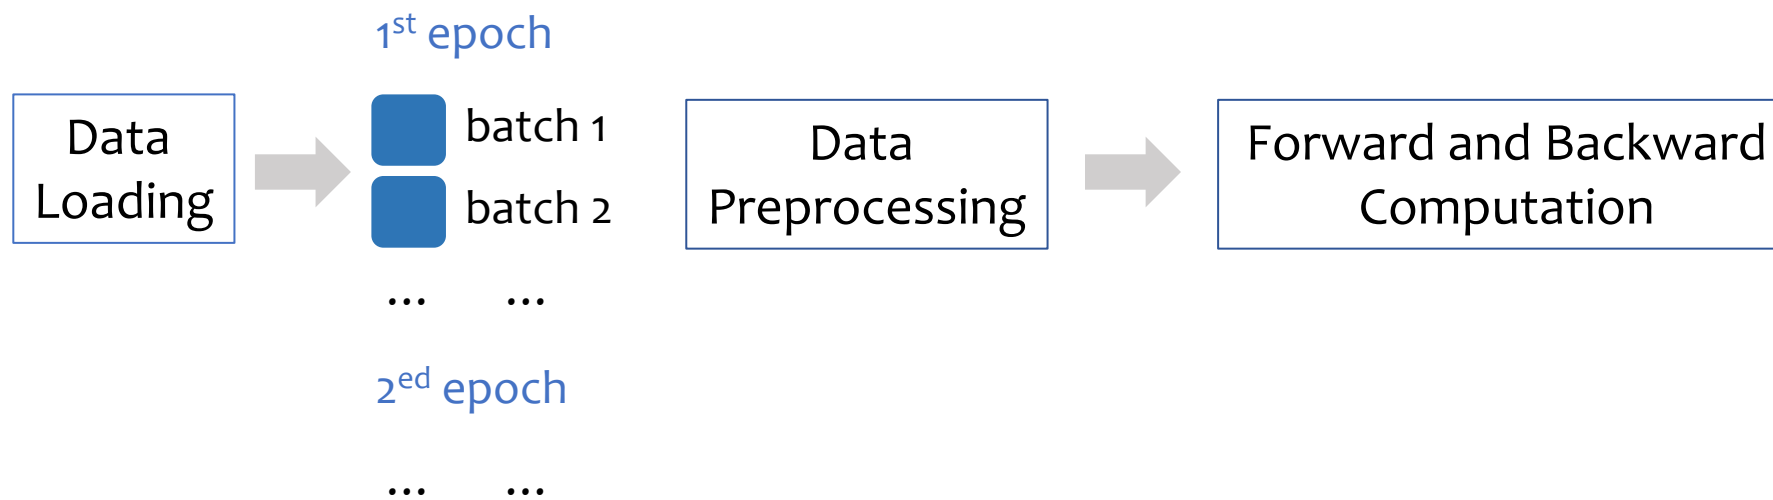 1st epoch
Data
Loading
batch 1
batch 2
... ...
2ed epoch
... ...
Data
Preprocessing
Forward and Backward
Computation